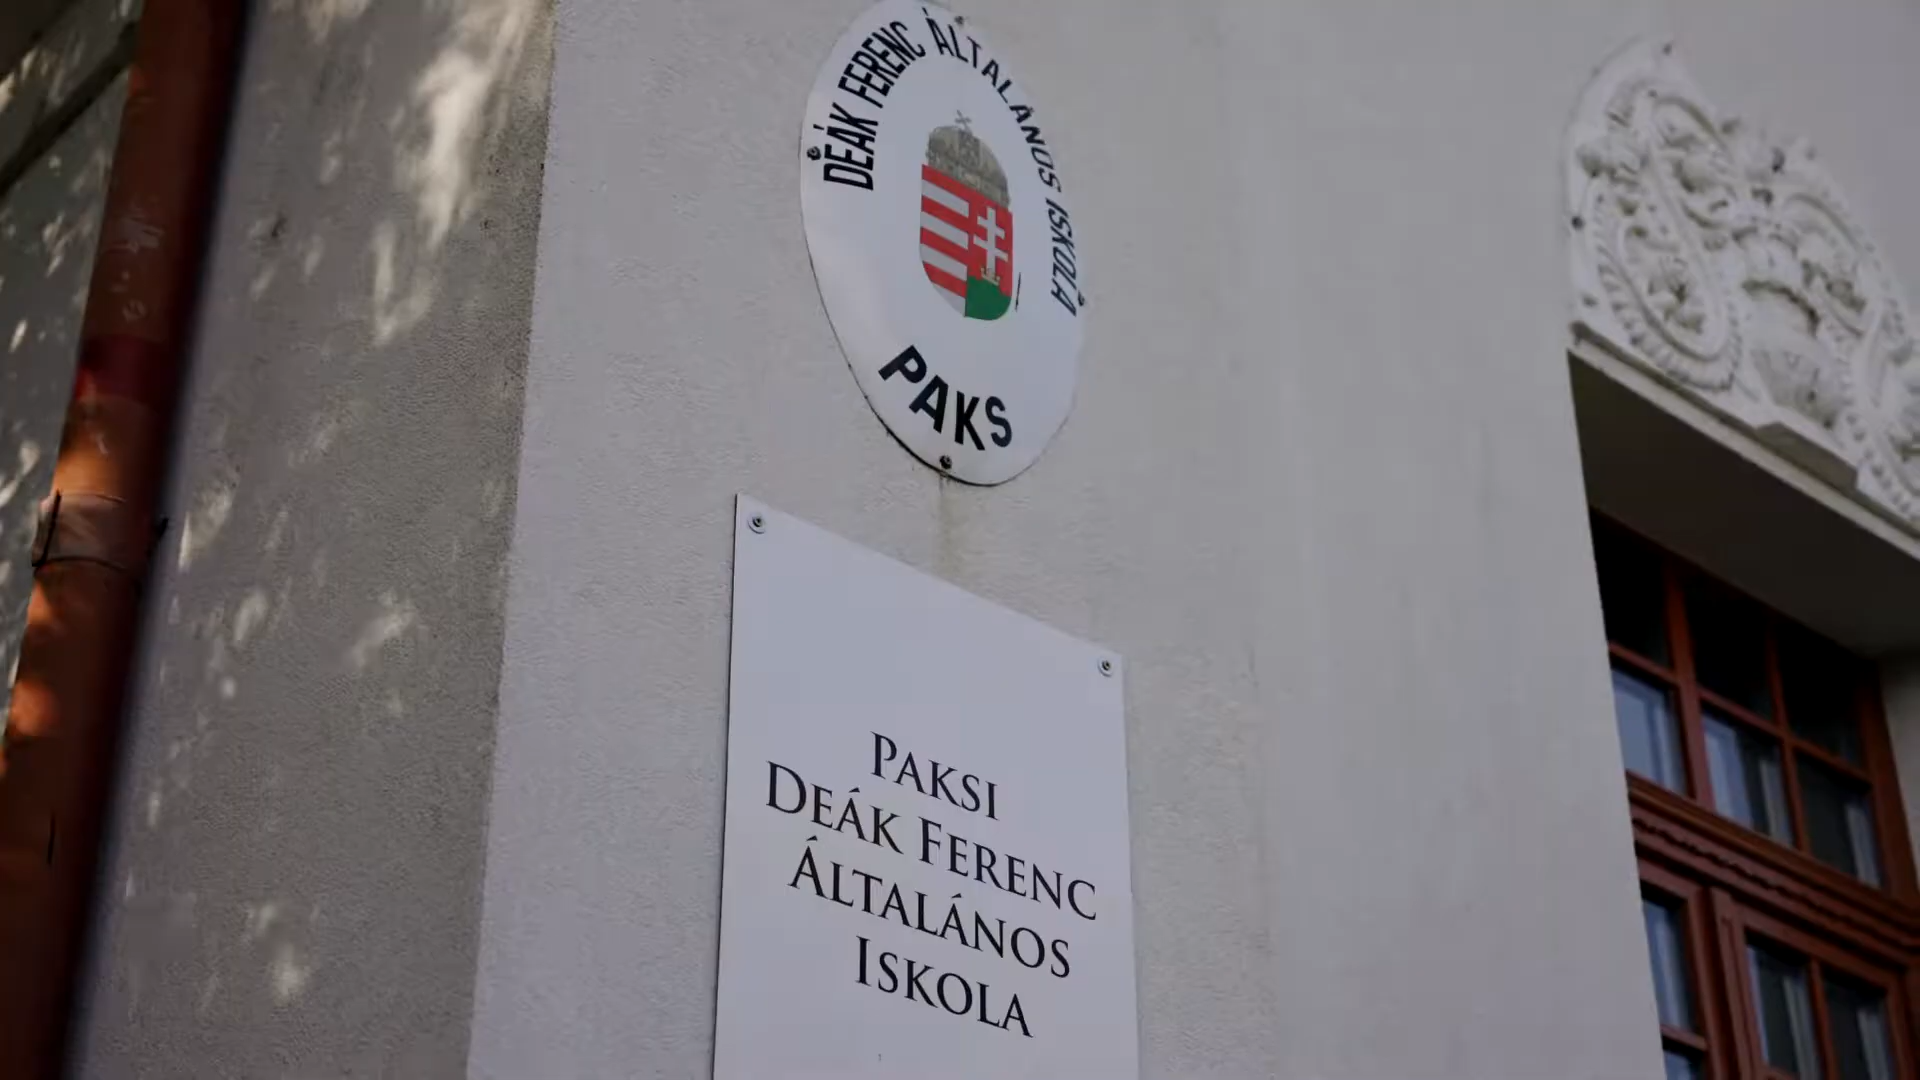 DEÁK FERENC ÁLTALÁNOS ISKOLA
PAKS
PAKSI
DEÁK FERENC
ÁLTALÁNOS
ISKOLA